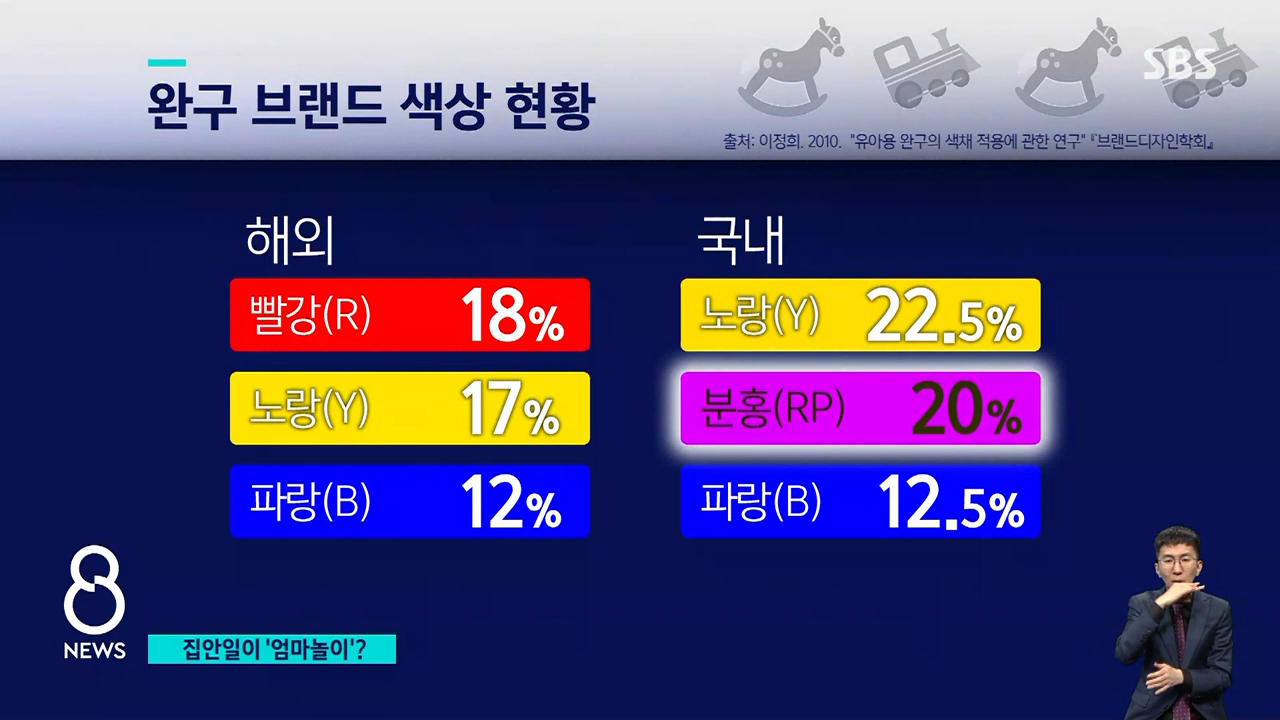 SBS
완구 브랜드 색상 현황
출처: 이정희. 2010. "유아용 완구의 색채 적용에 관한 연구" 『브랜드디자인학회』
해외
빨강(R) 18%
노랑(Y) 17%
파랑(B) 12%
국내
노랑(Y) 22.5%
분홍(RP) 20%
파랑(B) 12.5%
8
NEWS
집안일이 '엄마놀이'?